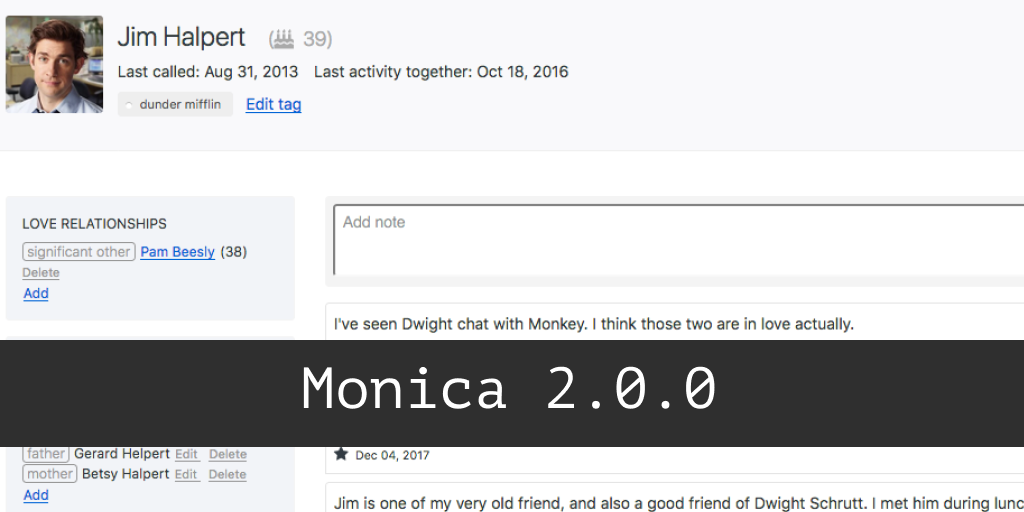 Jim Halpert ( 39)
Last called: Aug 31, 2013 Last activity together: Oct 18, 2016
dunder mifflin Edit tag
LOVE RELATIONSHIPS
significant other Pam Beesly (38)
Delete
Add
Add note
I've seen Dwight chat with Monkey. I think those two are in love actually.
Monica 2.0.0
father Gerard Helpert Edit Delete
mother Betsy Halpert Edit Delete
Add
Dec 04, 2017
Jim is one of my very old friend, and also a good friend of Dwight Schrutt. I met him during lunc